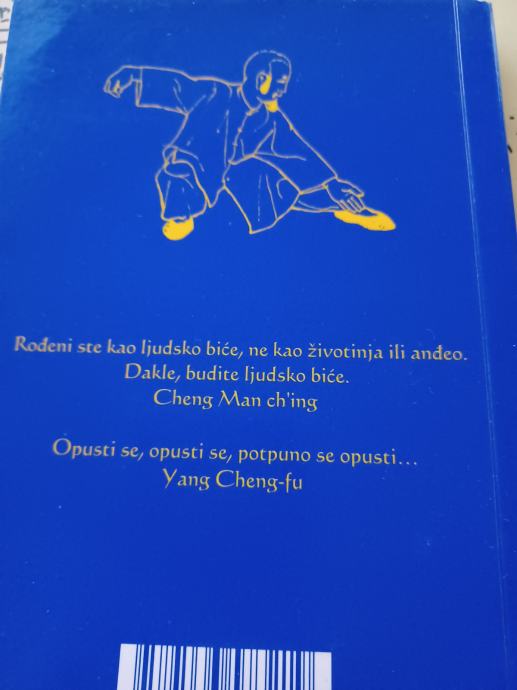 Rođeni ste kao ljudsko biće, ne kao životinja ili anđeo.
Dakle, budite ljudsko biće.
Cheng Man ch'ing
Opusti se, opusti se, potpuno se opusti...
Yang Cheng-fu